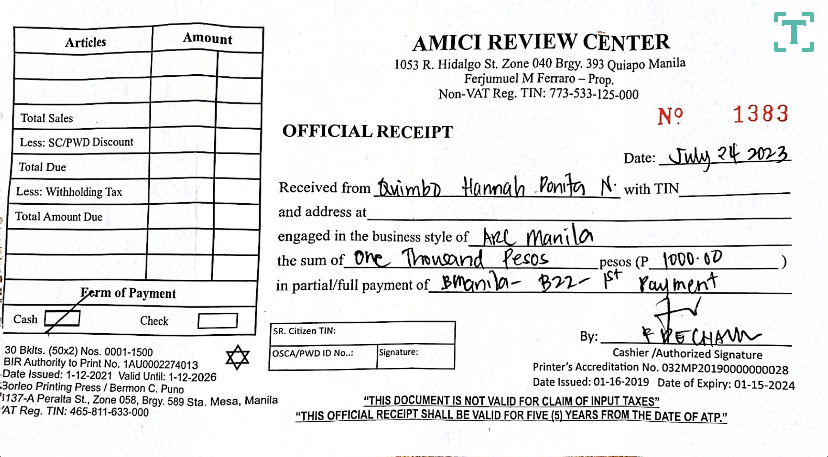 Articles Amount
Total Sales
Less: SC/PWD Discount
Total Due
Less: Withholding Tax
Total Amount Due
Form of Payment
Cash Check
30 Bklts. (50x2) Nos. 0001-1500
BIR Authority to Print No. 1AU0002274013
Date Issued: 1-12-2021 Valid Until: 1-12-2026
Borleo Printing Press / Bermon C. Puno
1137-A Peralta St., Zone 058, Brgy. 589 Sta. Mesa, Manila
VAT Reg. TIN: 465-811-633-000
AMICI REVIEW CENTER
1053 R. Hidalgo St. Zone 040 Brgy. 393 Quiapo Manila
Ferjumuel M Ferraro – Prop.
Non-VAT Reg. TIN: 773-533-125-000
Nº 1383
OFFICIAL RECEIPT
Date: July 24 2023
Received from Quimbo Hannah N. with TIN
and address at
engaged in the business style of ARC Manila
the sum of One Thousand Pesos pesos (P 1000.00 )
in partial/full payment of BManila- B22- 1st Payment
SR. Citizen TIN:
OSCA/PWD ID No..: Signature:
By:
Cashier /Authorized Signature
Printer's Accreditation No. 032MP20190000000028
Date Issued: 01-16-2019 Date of Expiry: 01-15-2024
"THIS DOCUMENT IS NOT VALID FOR CLAIM OF INPUT TAXES"
"THIS OFFICIAL RECEIPT SHALL BE VALID FOR FIVE (5) YEARS FROM THE DATE OF ATP."